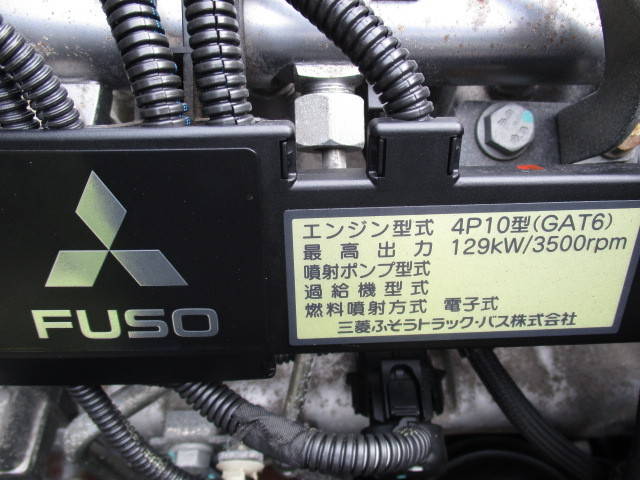 FUSO
エンジン型式 4P10型(GAT6)
最高出力 129kW/3500rpm
噴射ポンプ型式
過給機型式
燃料噴射方式 電子式
三菱ふそうトラック・バス株式会社